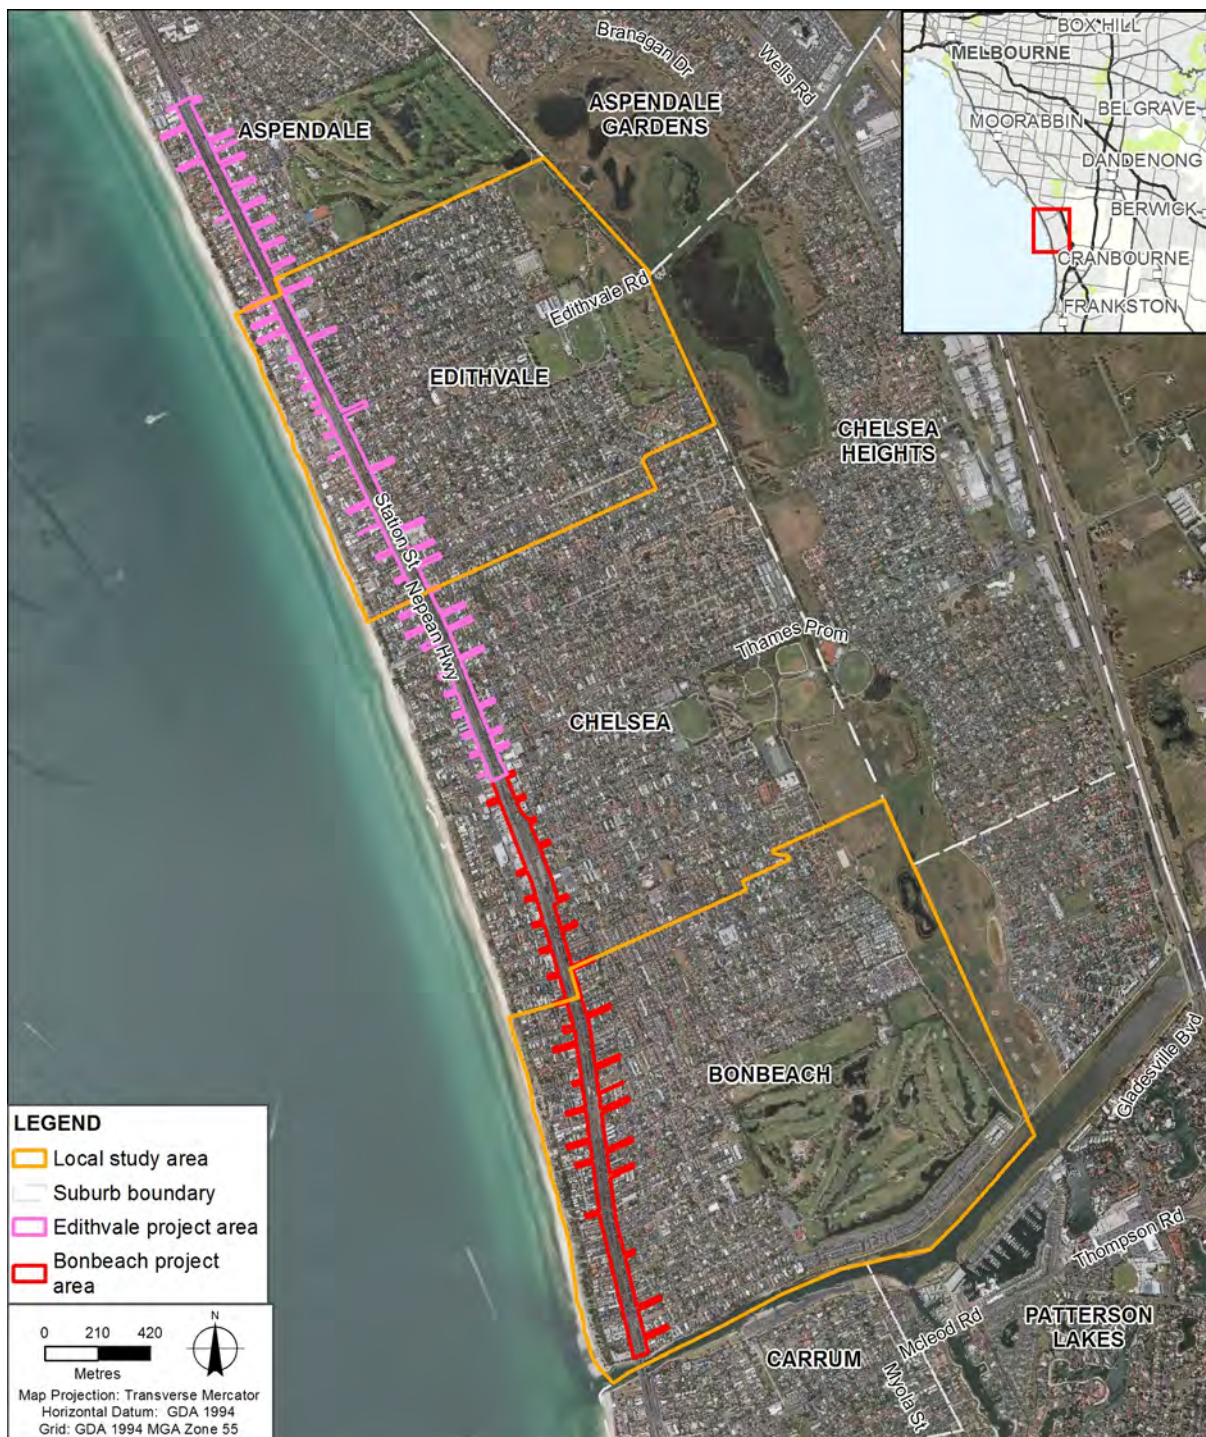 Branagan Dr
Wells Rd
ASPENDALE
ASPENDALE
GARDENS
Edithvale Rd
EDITHVALE
CHELSEA
HEIGHTS
Station St
Nepean Hwy
Thames Prom
CHELSEA
BONBEACH
Gladesville Blvd
Thompson Rd
PATTERSON
LAKES
Mcleod Rd
CARRUM
Myola St
BOX HILL
MELBOURNE
BELGRAVE
MOORABBIN
DANDENONG
BERWICK
CRANBOURNE
FRANKSTON
LEGEND
Local study area
Suburb boundary
Edithvale project area
Bonbeach project
area
0 210 420
Metres
N
Map Projection: Transverse Mercator
Horizontal Datum: GDA 1994
Grid: GDA 1994 MGA Zone 55